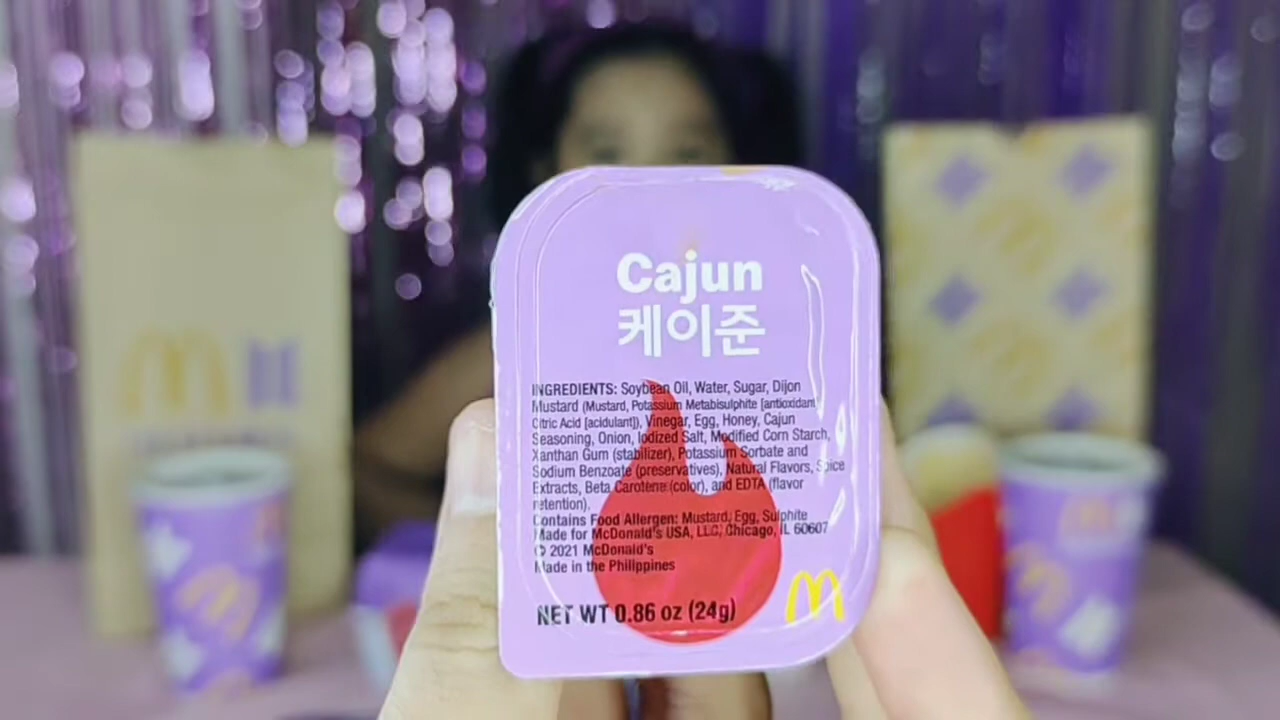 Cajun
케이준
INGREDIENTS: Soybean Oil, Water, Sugar, Dijon
Mustard (Mustard, Potassium Metabisulphite [antioxidant]
Citric Acid [acidulant]), Vinegar, Egg, Honey, Cajun
Seasoning, Onion, Iodized Salt, Modified Corn Starch,
Xanthan Gum (stabilizer), Potassium Sorbate and
Sodium Benzoate (preservatives), Natural Flavors, Spice
Extracts, Beta Carotene (color), and EDTA (flavor
retention).
Contains Food Allergen: Mustard, Egg, Sulphite
Made for McDonald's USA, LLC, Chicago, IL 60607
© 2021 McDonald's
Made in the Philippines
NET WT 0.86 oz (24g)